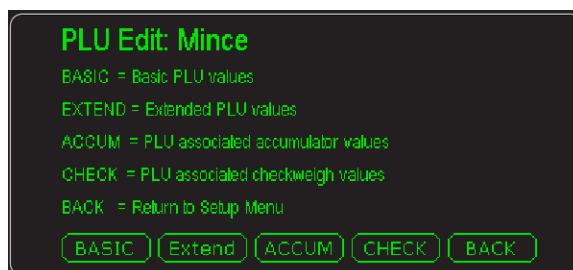 PLU Edit: Mince
BASIC = Basic PLU values
EXTEND = Extended PLU values
ACCUM = PLU associated accumulator values
CHECK = PLU associated checkweigh values
BACK = Return to Setup Menu
BASIC Extend ACCUM CHECK BACK